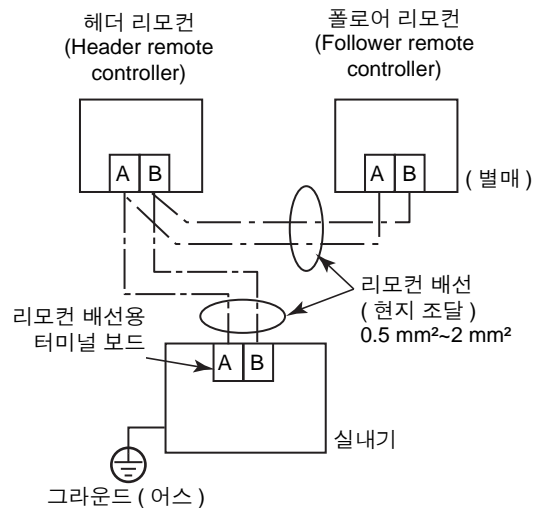 헤더 리모컨
(Header remote
controller)
폴로어 리모컨
(Follower remote
controller)
A B
A B
( 별매 )
리모컨 배선
( 현지 조달 )
0.5 mm²~2 mm²
리모컨 배선용
터미널 보드
A B
실내기
그라운드 ( 어스 )